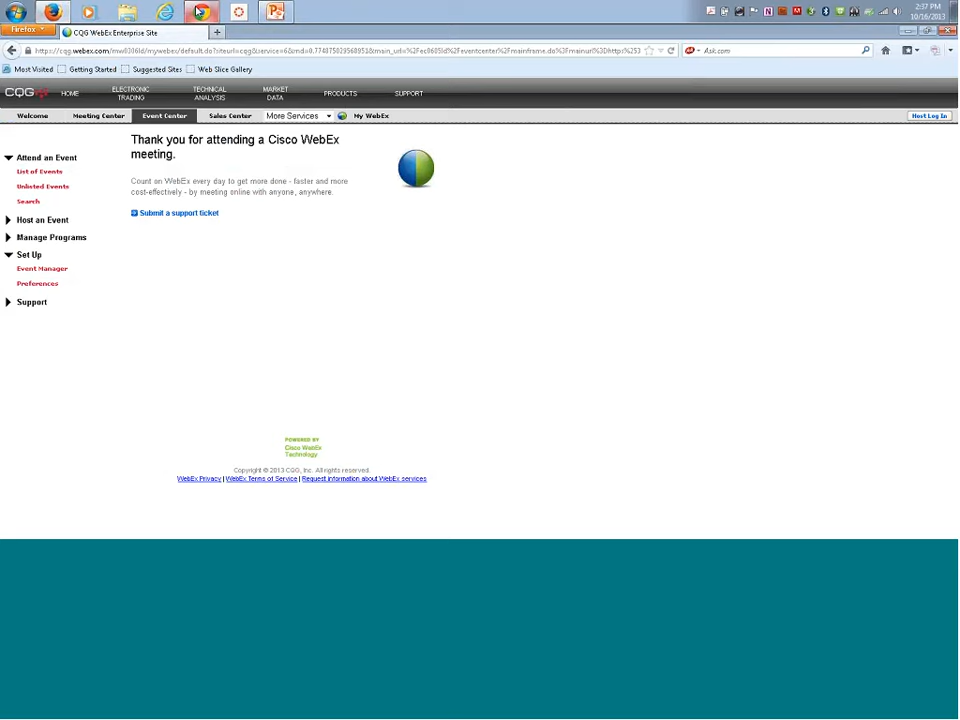 2:37 PM
10/16/2013
Firefox
CQG WebEx Enterprise Site
Ask.com
Most Visited
Getting Started
Suggested Sites
Web Slice Gallery
CQG
HOME
ELECTRONIC
TRADING
TECHNICAL
ANALYSIS
MARKET
DATA
PRODUCTS
SUPPORT
Welcome
Meeting Center
Event Center
Sales Center
More Services
My WebEx
Host Log In
Attend an Event
List of Events
Unlisted Events
Search
Host an Event
Manage Programs
Set Up
Event Manager
Preferences
Support
Thank you for attending a Cisco WebEx
meeting.
Count on WebEx every day to get more done - faster and more
cost-effectively - by meeting online with anyone, anywhere.
Submit a support ticket
POWERED BY
Cisco WebEx
Technology
Copyright © 2013 CQG, Inc. All rights reserved.
WebEx Privacy | WebEx Terms of Service | Request information about WebEx services